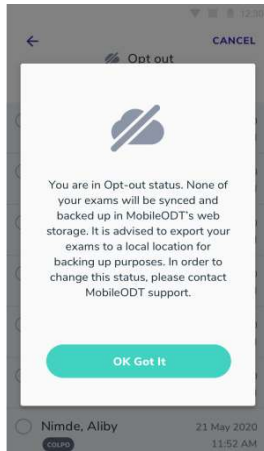 12:30
CANCEL
Opt out
You are in Opt-out status. None of
your exams will be synced and
backed up in MobileODT's web
storage. It is advised to export your
exams to a local location for
backing up purposes. In order to
change this status, please contact
MobileODT support.
OK Got It
Nimde, Aliby
21 May 2020
COLPO
11:52 AM